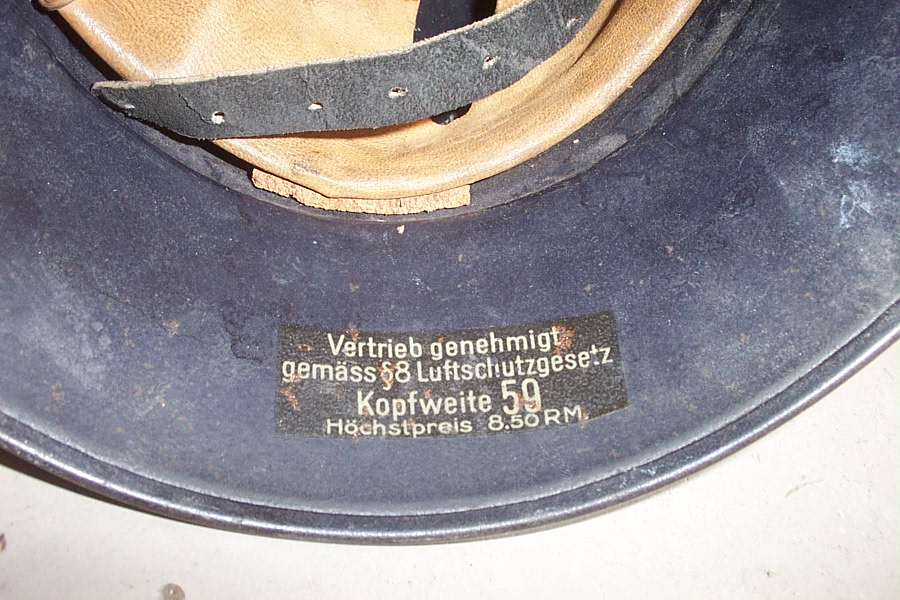 Vertrieb genehmigt
gemäss §8 Luftschutzgesetz
Kopfweite 59
Höchstpreis 8.50 RM